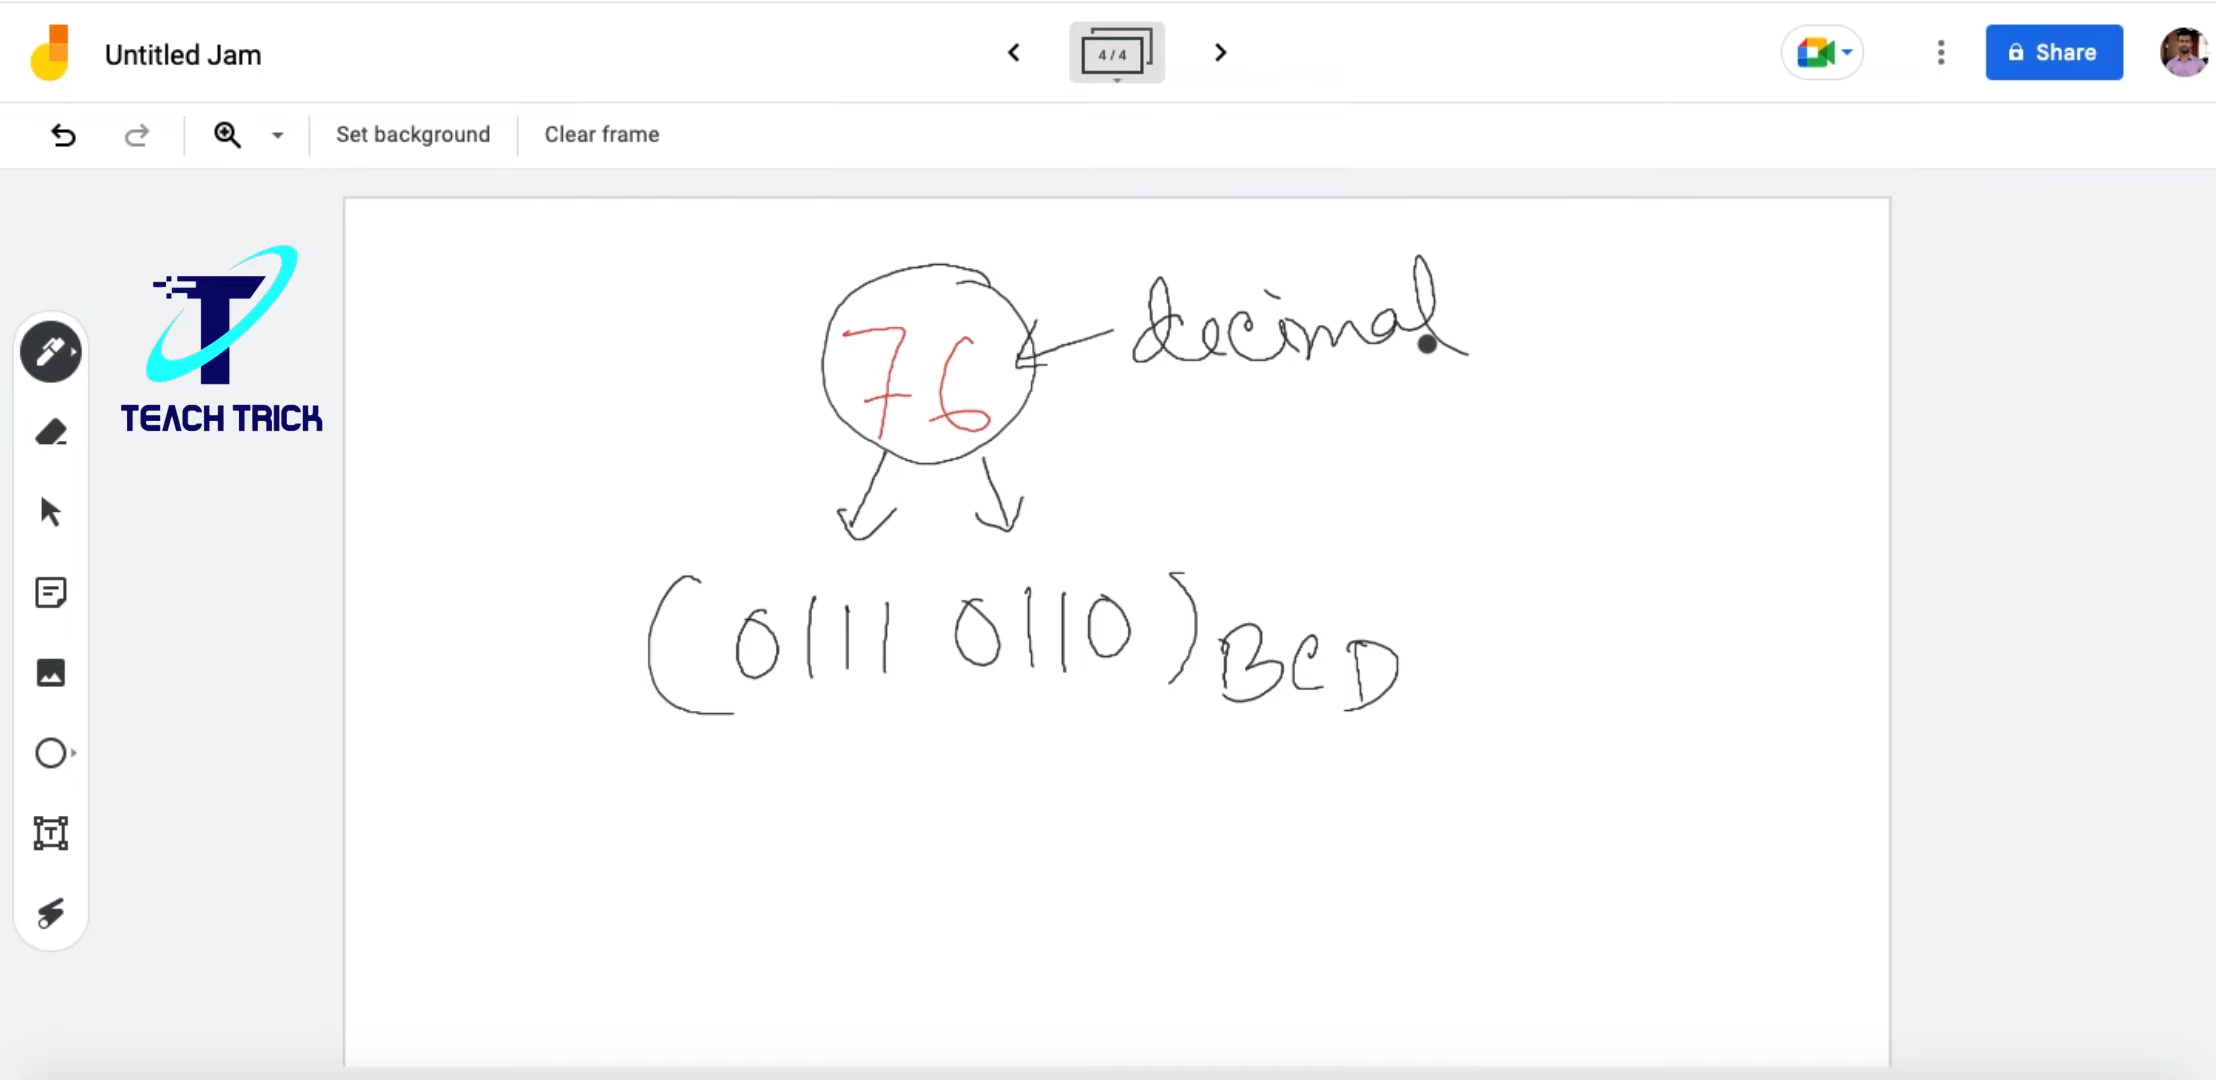 Untitled Jam
4/4
Share
Set background
Clear frame
TEACH TRICK
76
decimal
(0111 0110)BCD